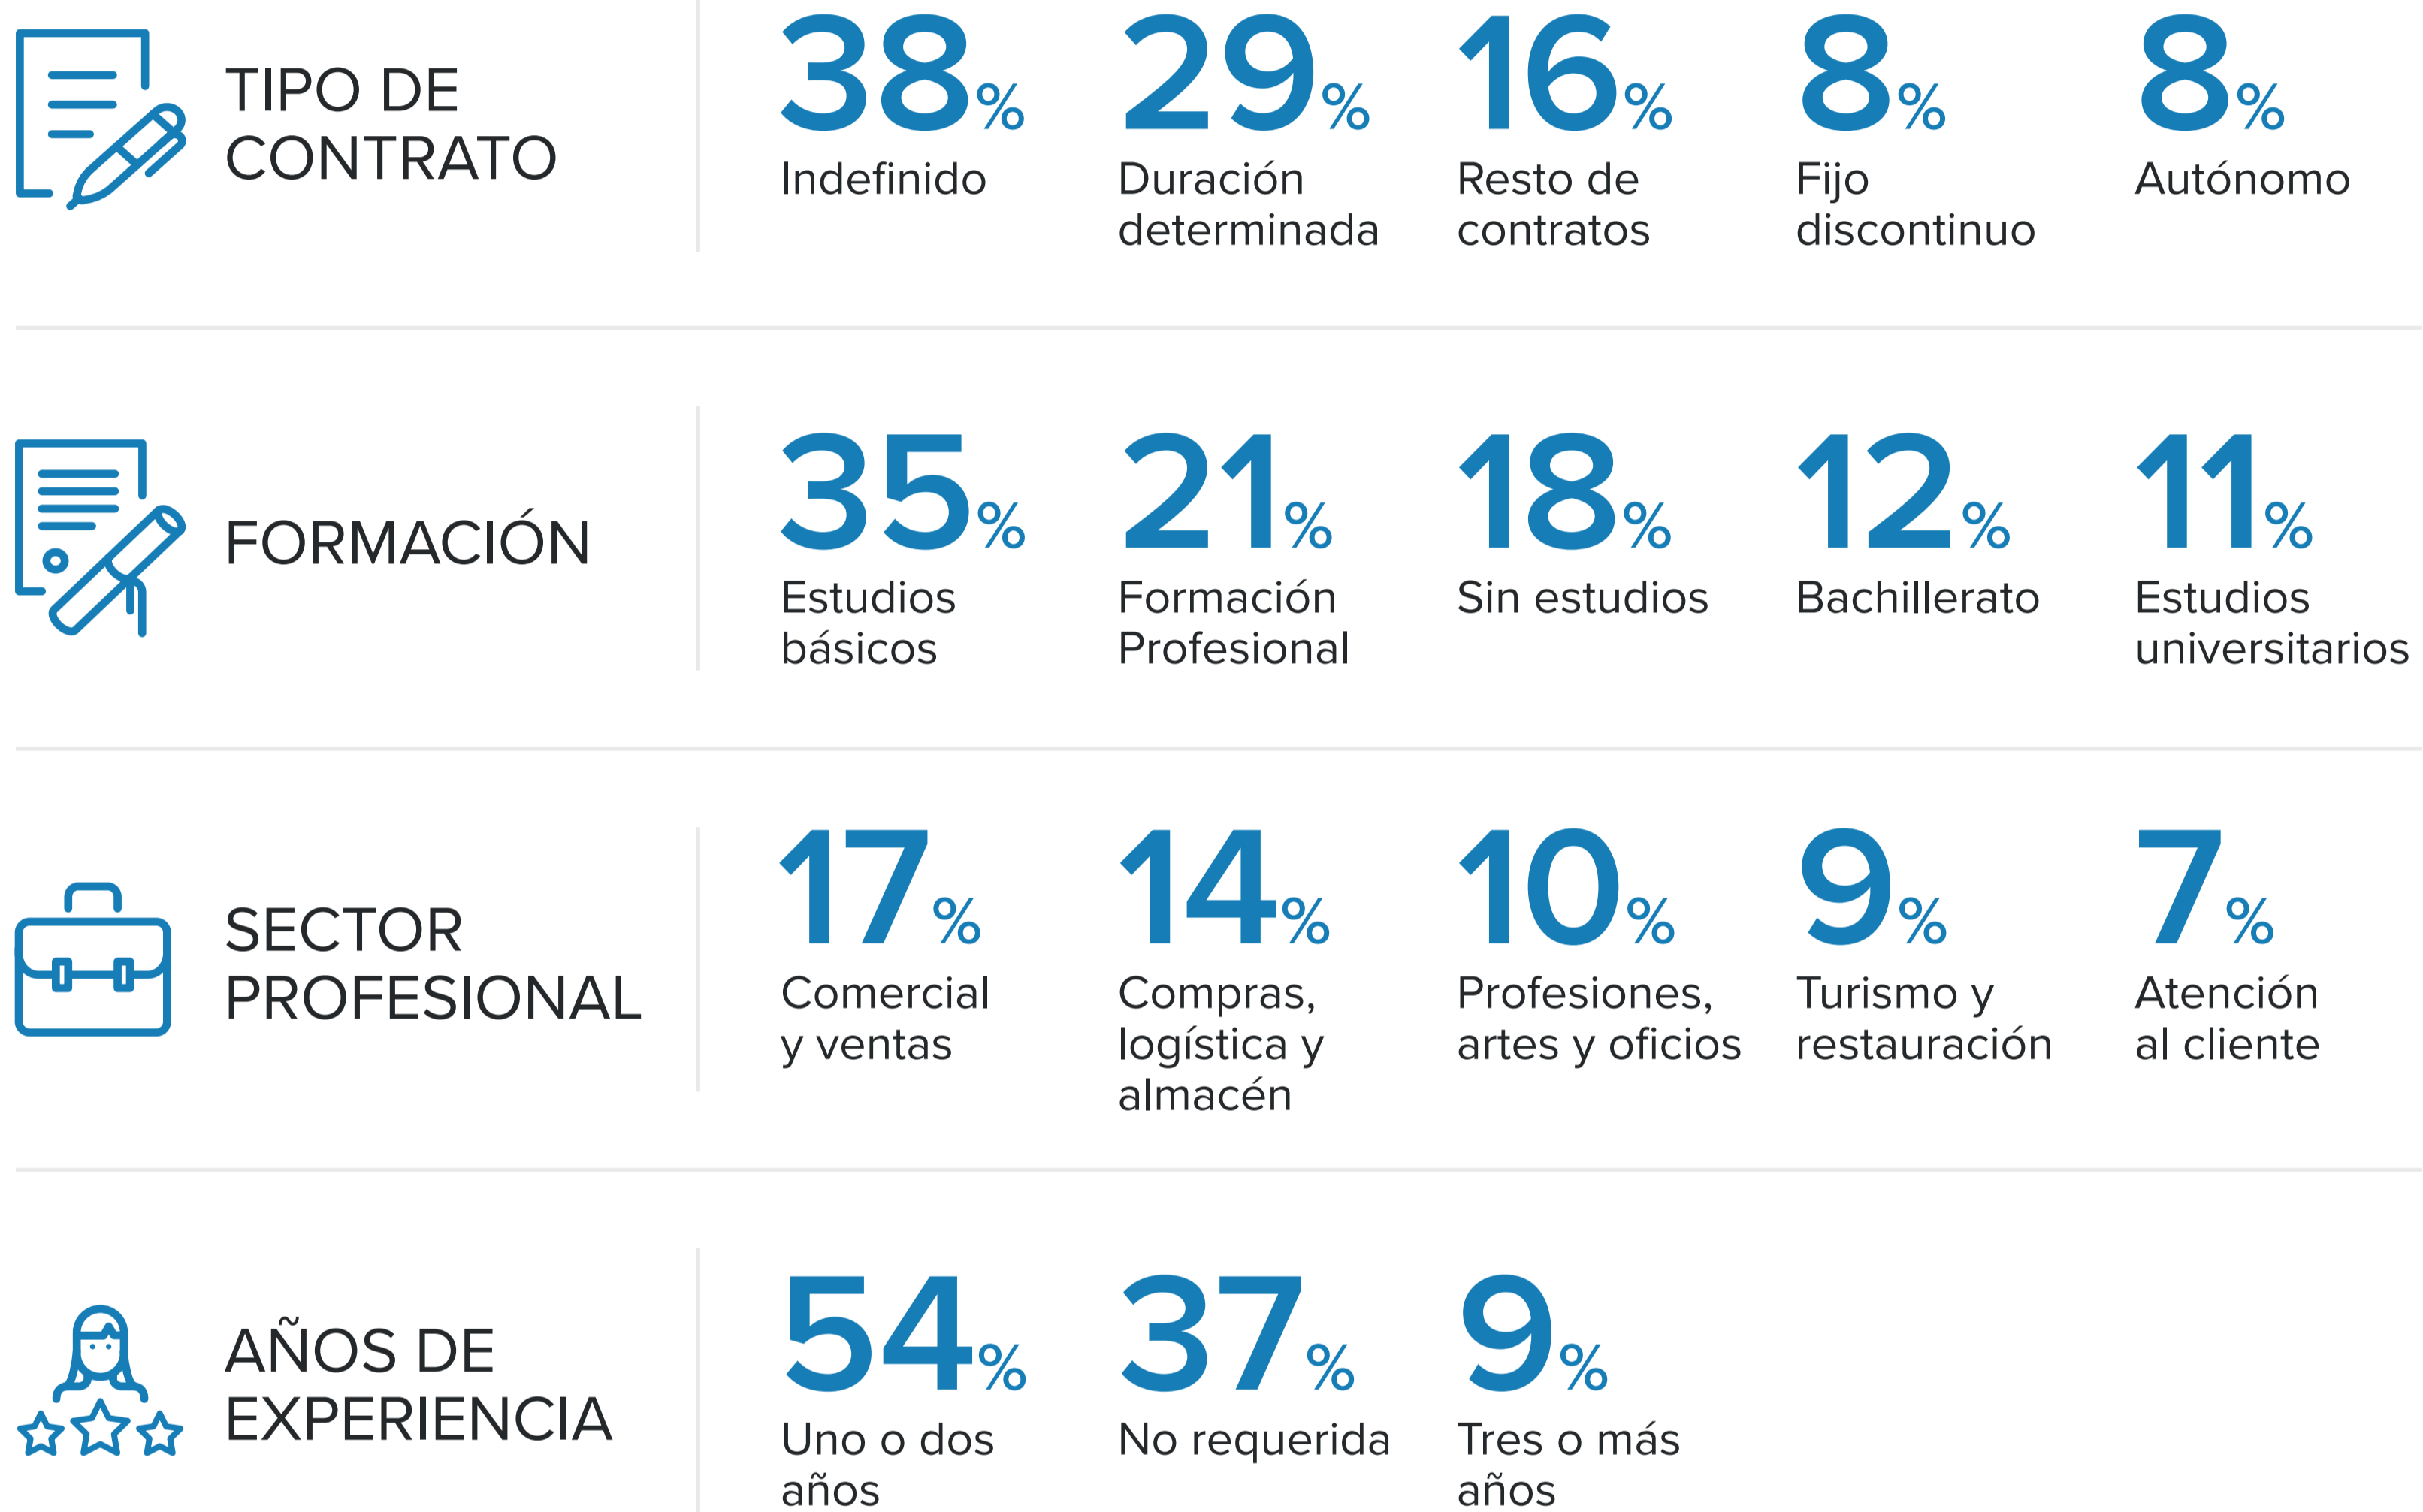 TIPO DE
CONTRATO
38%
Indefinido
29%
Duración
determinada
16%
Resto de
contratos
8%
Fijo
discontinuo
8%
Autónomo
FORMACIÓN
35%
Estudios
básicos
21%
Formación
Profesional
18%
Sin estudios
12%
Bachillerato
11%
Estudios
universitarios
SECTOR
PROFESIONAL
17%
Comercial
y ventas
14%
Compras,
logística y
almacén
10%
Profesiones,
artes y oficios
9%
Turismo y
restauración
7%
Atención
al cliente
AÑOS DE
EXPERIENCIA
54%
Uno o dos
años
37%
No requerida
9%
Tres o más
años